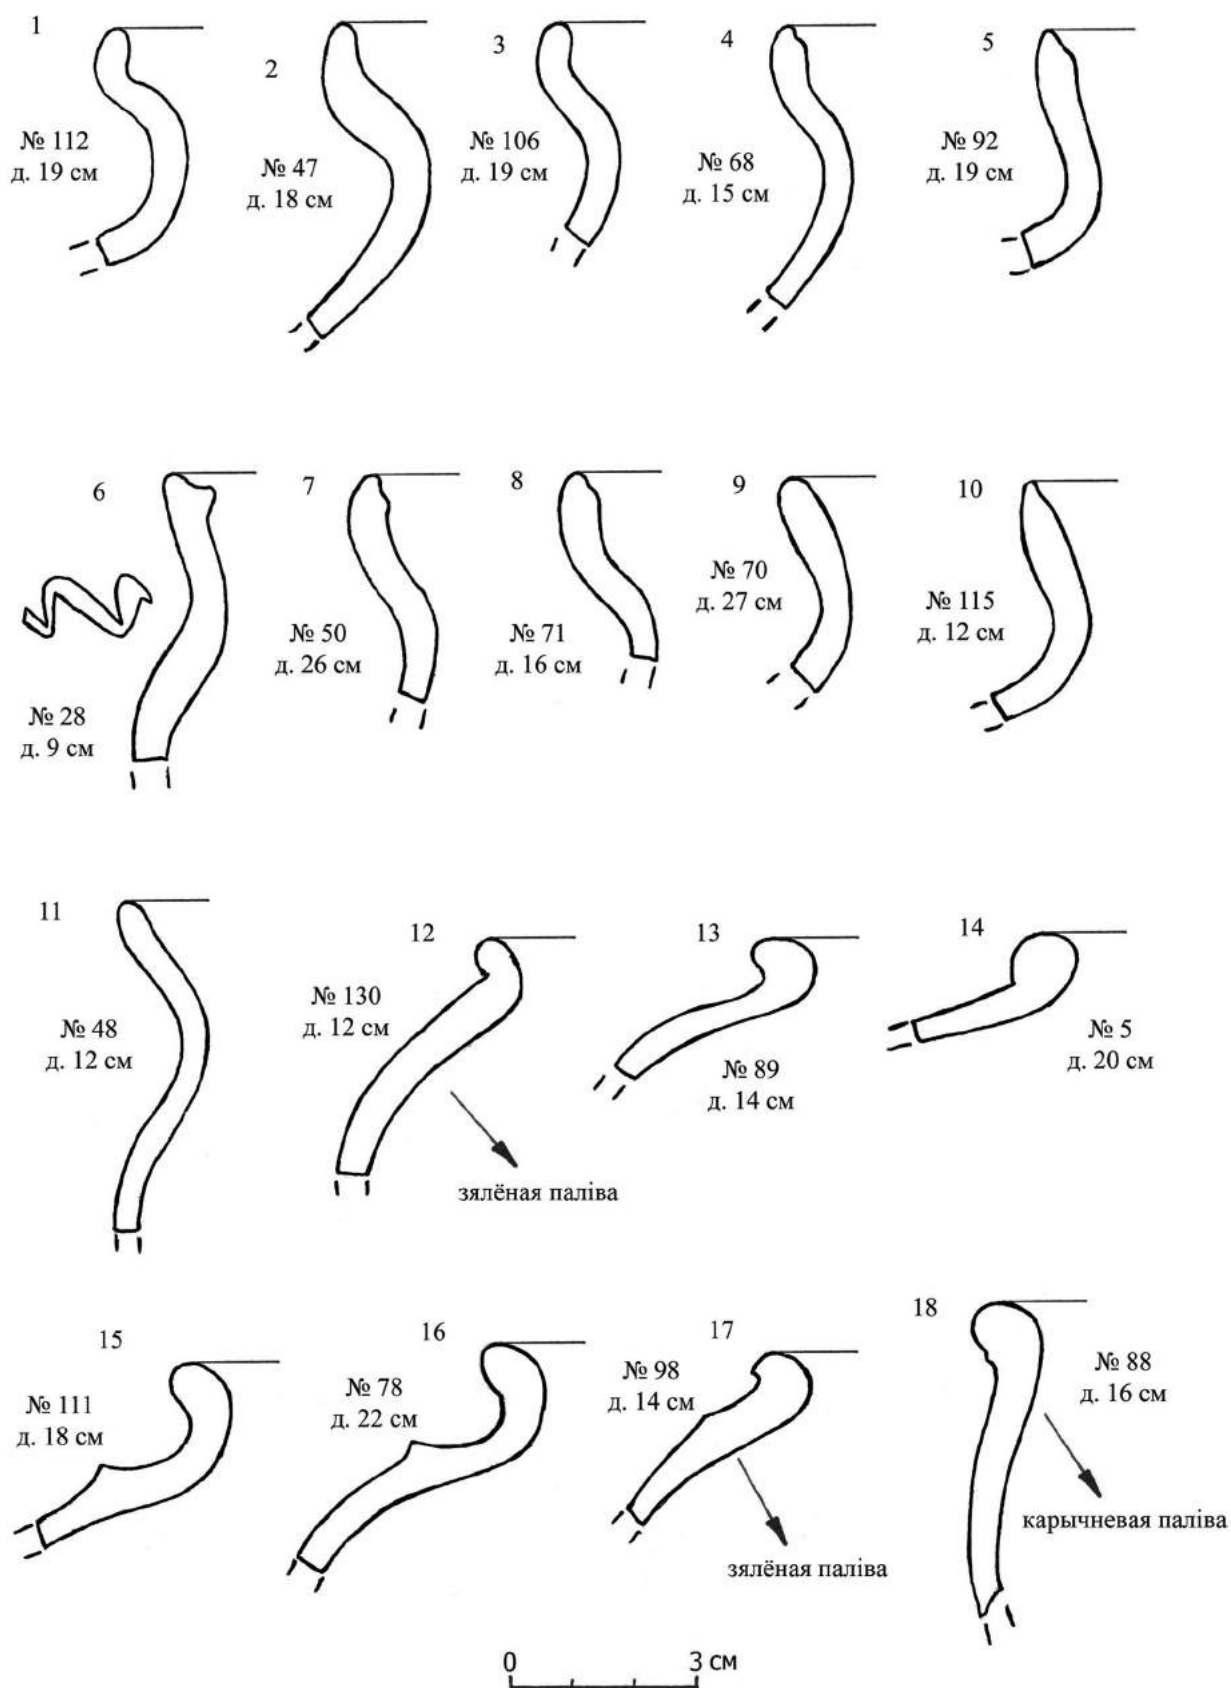 1
№ 112
д. 19 см
2
№ 47
д. 18 см
3
№ 106
д. 19 см
4
№ 68
д. 15 см
5
№ 92
д. 19 см
6
№ 28
д. 9 см
7
№ 50
д. 26 см
8
№ 71
д. 16 см
9
№ 70
д. 27 см
10
№ 115
д. 12 см
11
№ 48
д. 12 см
12
№ 130
д. 12 см
зялёная паліва
13
№ 89
д. 14 см
14
№ 5
д. 20 см
15
№ 111
д. 18 см
16
№ 78
д. 22 см
17
№ 98
д. 14 см
зялёная паліва
18
№ 88
д. 16 см
карычневая паліва
0 3 см